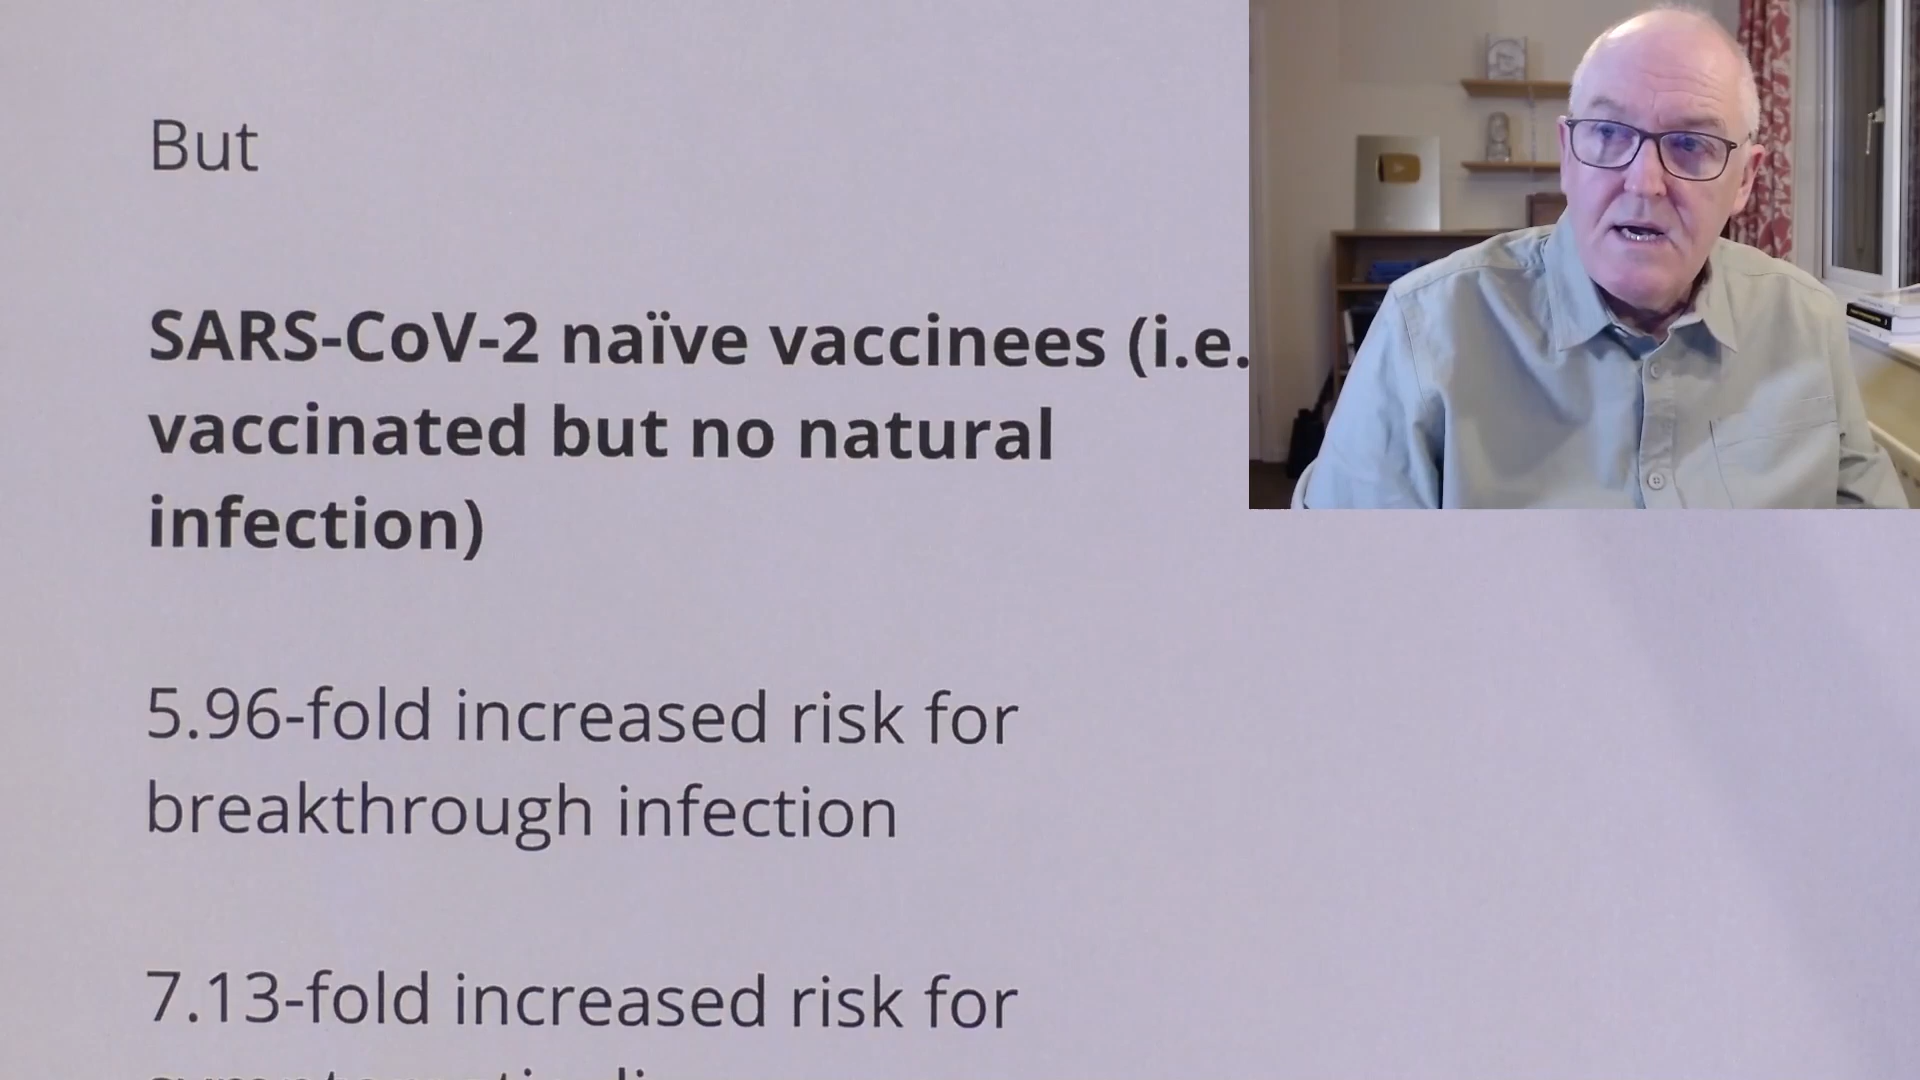 But
SARS-CoV-2 naïve vaccinees (i.e.
vaccinated but no natural
infection)
5.96-fold increased risk for
breakthrough infection
7.13-fold increased risk for